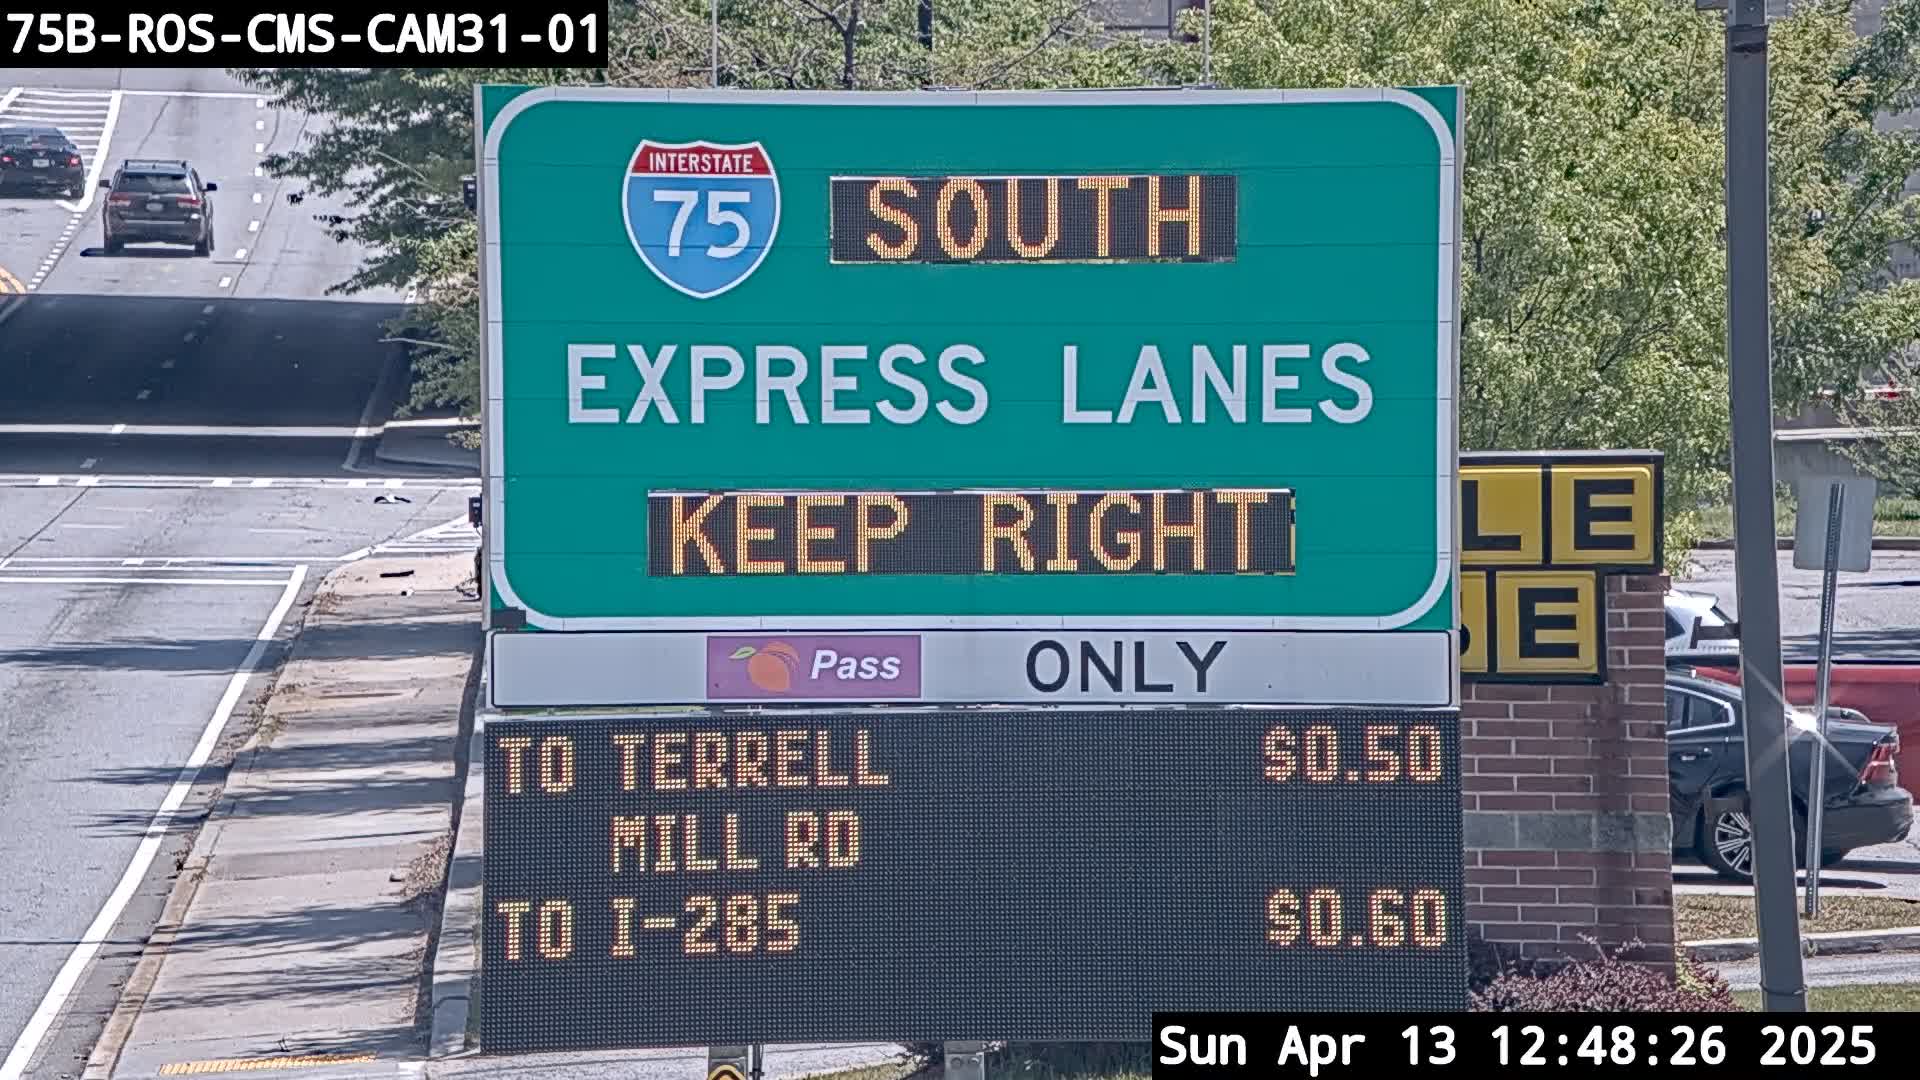 75B-ROS-CMS-CAM31-01
INTERSTATE
75
SOUTH
EXPRESS LANES
KEEP RIGHT
Pass ONLY
TO TERRELL $0.50
MILL RD
TO I-285 $0.60
LE
E
Sun Apr 13 12:48:26 2025